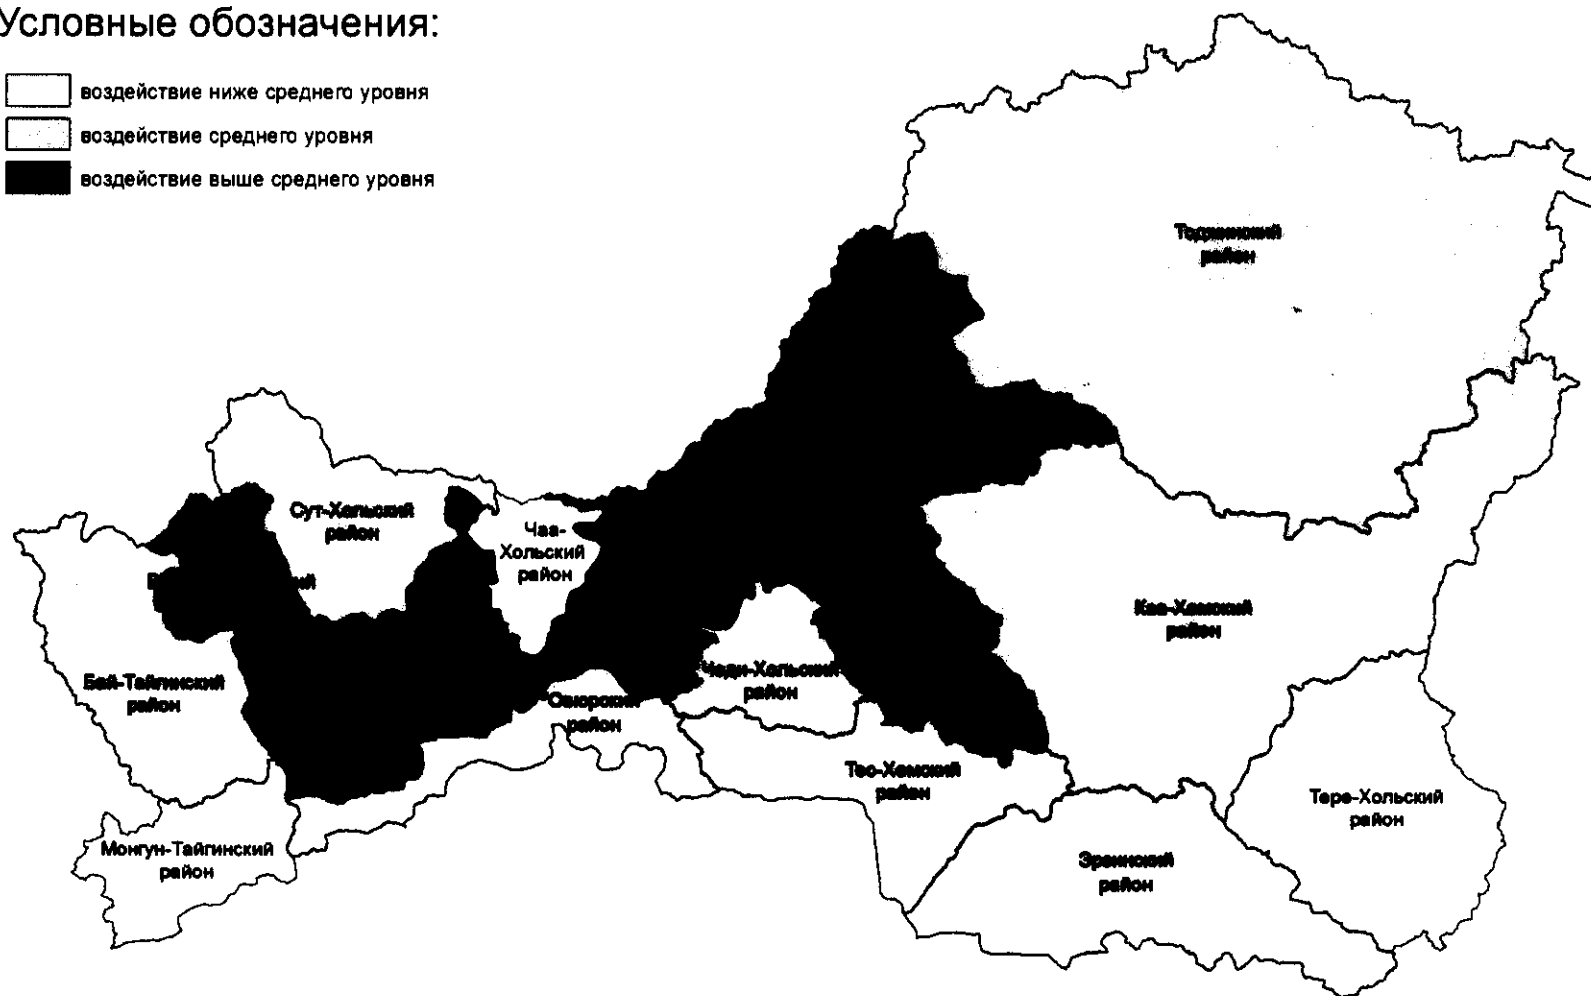 Условные обозначения:
воздействие ниже среднего уровня
воздействие среднего уровня
воздействие выше среднего уровня
Тоджинский
район
Сут-Хольский
район
Чаа-
Хольский
район
Каа-Хемский
район
Бай-Тайгинский
район
Чеди-Хольский
район
Овюрский
район
Тес-Хемский
район
Тере-Хольский
район
Монгун-Тайгинский
район
Эрзинский
район